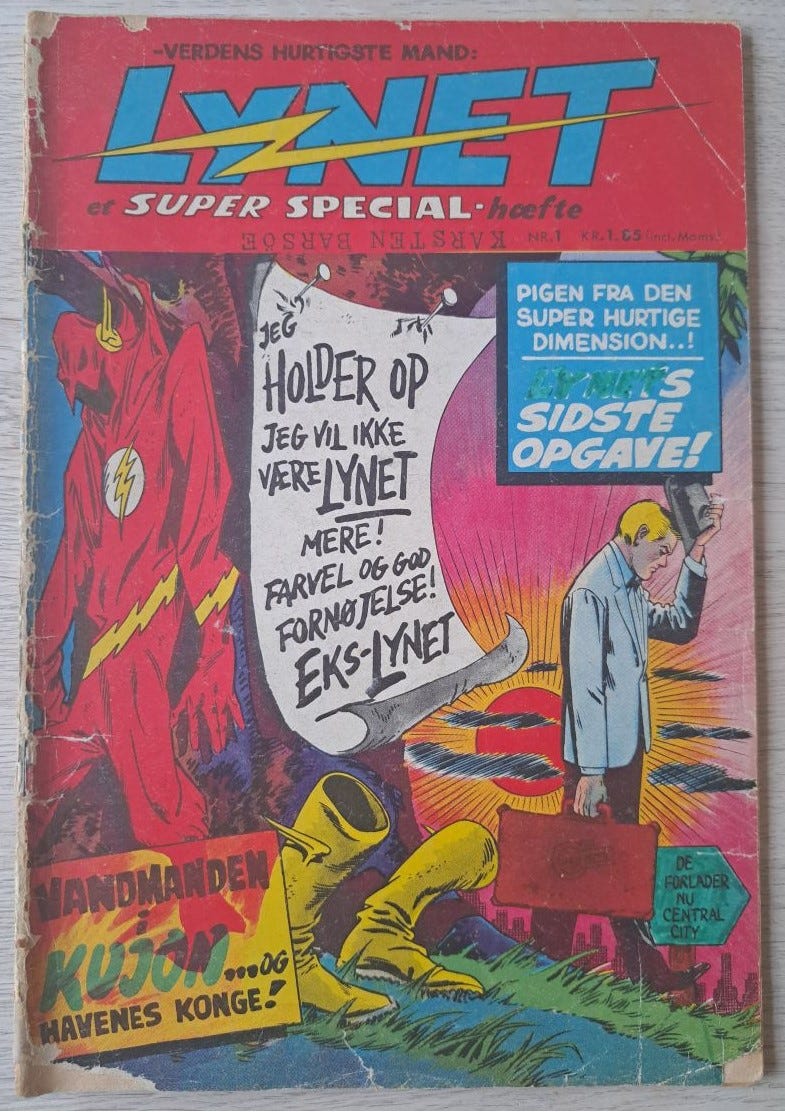 -VERDENS HURTIGSTE MAND:
LYNET
et SUPER SPECIAL-hæfte
KARSTEN BARSØE
NR.1 KR. 1.85 (incl. Moms)
PIGEN FRA DEN
SUPER HURTIGE
DIMENSION..!
LYNETS
SIDSTE
OPGAVE!
JEG
HOLDER OP
JEG VIL IKKE
VÆRE LYNET
MERE!
FARVEL OG GOD
FORNØJELSE!
EKS-LYNET
VANDMANDEN
i
KUJON...OG
HAVENES KONGE!
DE
FORLADER
NU
CENTRAL
CITY